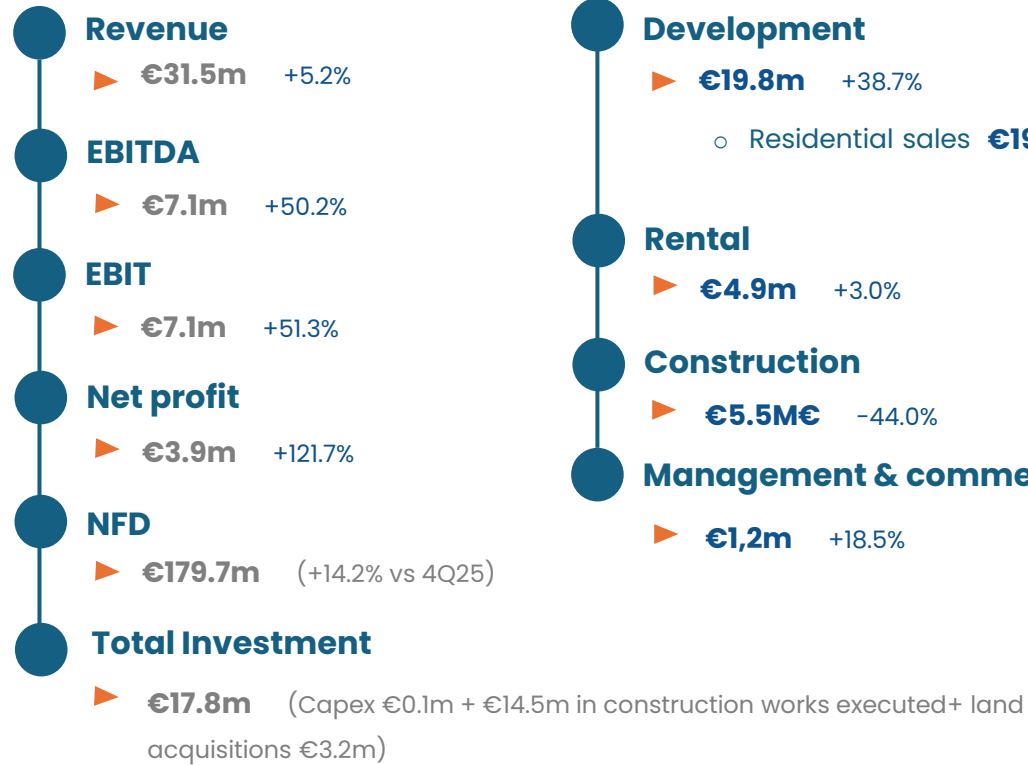 Revenue
€31.5m +5.2%
EBITDA
€7.1m +50.2%
EBIT
€7.1m +51.3%
Net profit
€3.9m +121.7%
NFD
€179.7m (+14.2% vs 4Q25)
Total Investment
€17.8m (Capex €0.1m + €14.5m in construction works executed+ land
acquisitions €3.2m)
Development
€19.8m +38.7%
Residential sales
Rental
€4.9m +3.0%
Construction
€5.5M€ -44.0%
Management &
€1,2m +18.5%